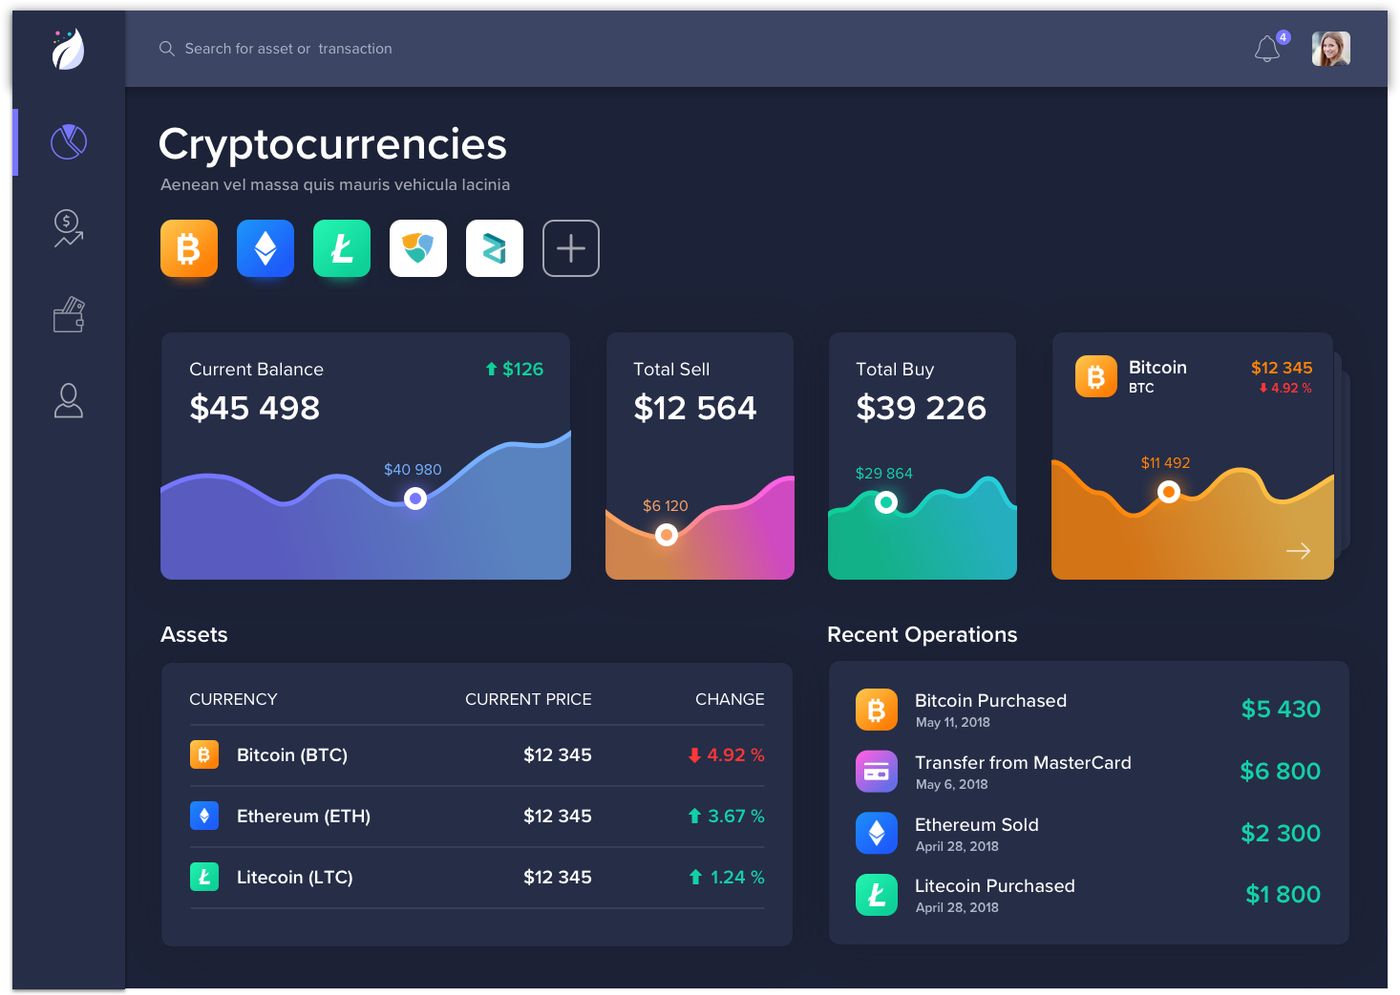 Search for asset or transaction
4
Cryptocurrencies
Aenean vel massa quis mauris vehicula lacinia
Current Balance
$126
$45 498
$40 980
Total Sell
$12 564
$6 120
Total Buy
$39 226
$29 864
Bitcoin
BTC
$12 345
4.92 %
$11 492
Assets
CURRENCY CURRENT PRICE CHANGE
Bitcoin (BTC) $12 345 4.92 %
Ethereum (ETH) $12 345 3.67 %
Litecoin (LTC) $12 345 1.24 %
Recent Operations
Bitcoin Purchased $5 430
May 11, 2018
Transfer from MasterCard $6 800
May 6, 2018
Ethereum Sold $2 300
April 28, 2018
Litecoin Purchased $1 800
April 28, 2018